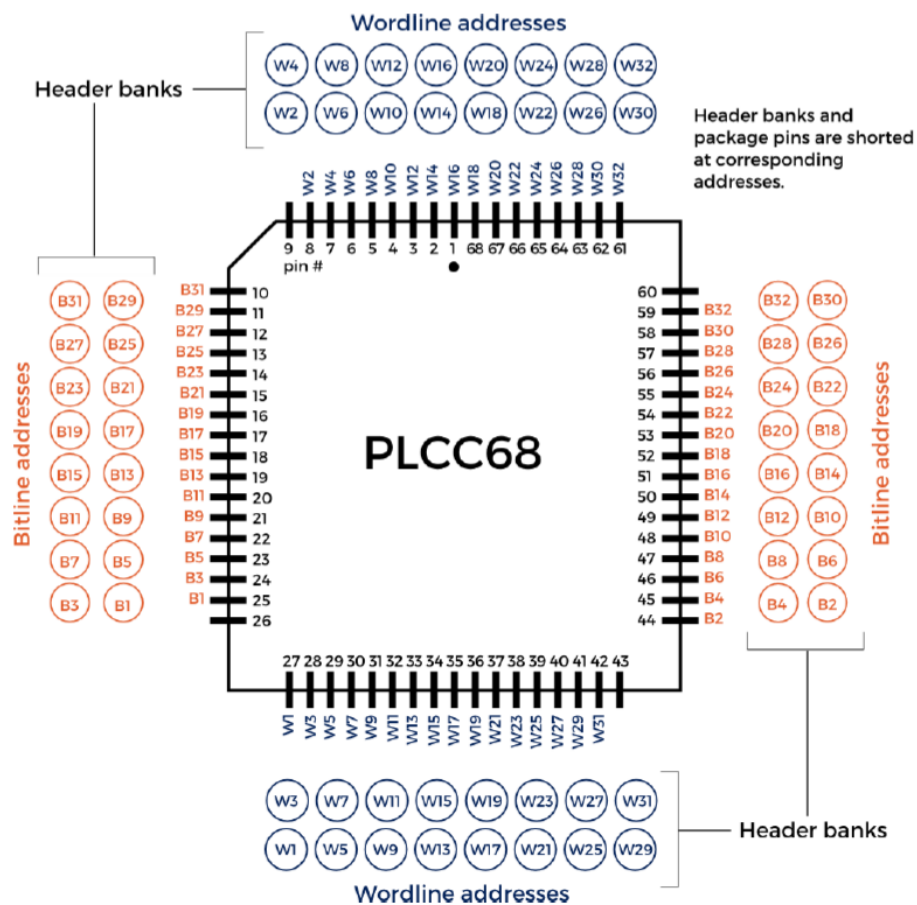 Wordline addresses
W4 W8 W12 W16 W20 W24 W28 W32
Header banks
W2 W6 W10 W14 W18 W22 W26 W30
Header banks and
package pins are shorted
at corresponding
addresses.
W2 W4 W6 W8 W10 W12 W14 W16 W18 W20 W22 W24 W26 W28 W30 W32
9 8 7 6 5 4 3 2 1 68 67 66 65 64 63 62 61
pin #
Bitline addresses
B31 B29
B27 B25
B23 B21
B19 B17
B15 B13
B11 B9
B7 B5
B3 B1
B31 10
B29 11
B27 12
B25 13
B23 14
B21 15
B19 16
B17 17
B15 18
B13 19
B11 20
B9 21
B7 22
B5 23
B3 24
B1 25
26
PLCC68
60
59 B32
58 B30
57 B28
56 B26
55 B24
54 B22
53 B20
52 B18
51 B16
50 B14
49 B12
48 B10
47 B8
46 B6
45 B4
44 B2
B32 B30
B28 B26
B24 B22
B20 B18
B16 B14
B12 B10
B8 B6
B4 B2
Bitline addresses
27 28 29 30 31 32 33 34 35 36 37 38 39 40 41 42 43
W1 W3 W5 W7 W9 W11 W13 W15 W17 W19 W21 W23 W25 W27 W29 W31
W3 W7 W11 W15 W19 W23 W27 W31
Header banks
W1 W5 W9 W13 W17 W21 W25 W29
Wordline addresses